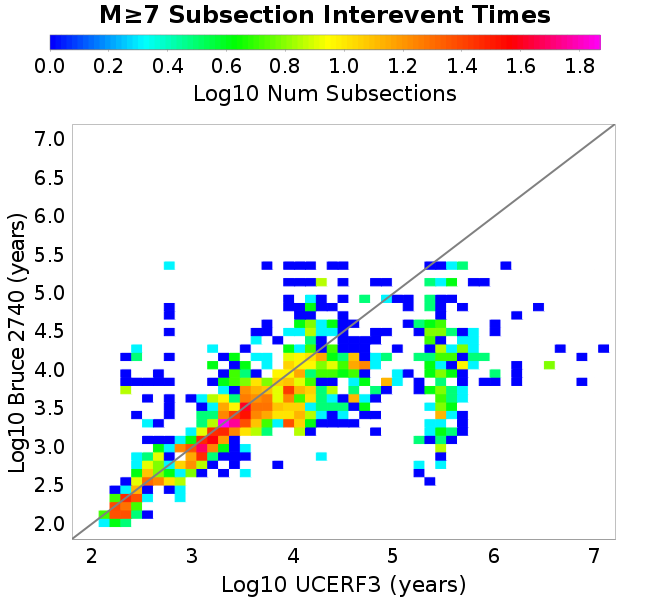 M≥7 Subsection Interevent Times
0.0 0.2 0.4 0.6 0.8 1.0 1.2 1.4 1.6 1.8
Log10 Num Subsections
Log10 Bruce 2740 (years)
7.0
6.5
6.0
5.5
5.0
4.5
4.0
3.5
3.0
2.5
2.0
2 3 4 5 6 7
Log10 UCERF3 (years)